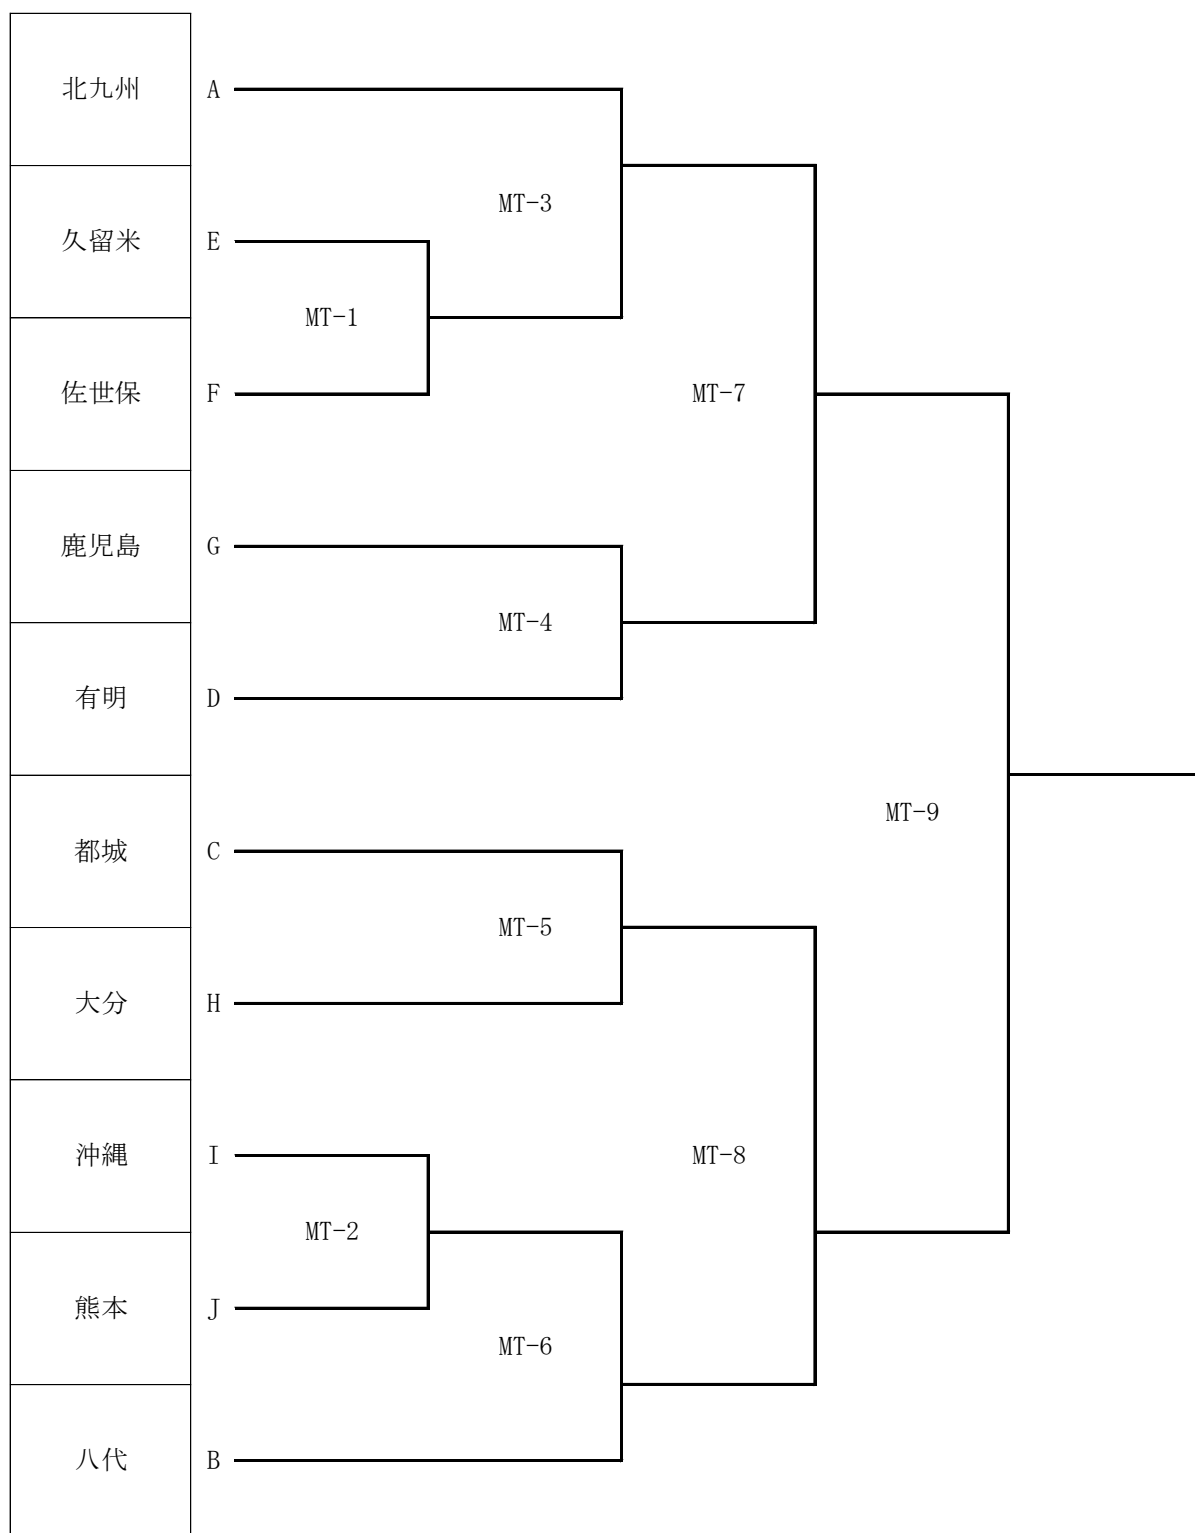 北九州 A
MT-3
久留米 E
MT-1
佐世保 F
MT-7
鹿児島 G
MT-4
有明 D
MT-9
都城 C
MT-5
大分 H
沖縄 I
MT-8
MT-2
熊本 J
MT-6
八代 B